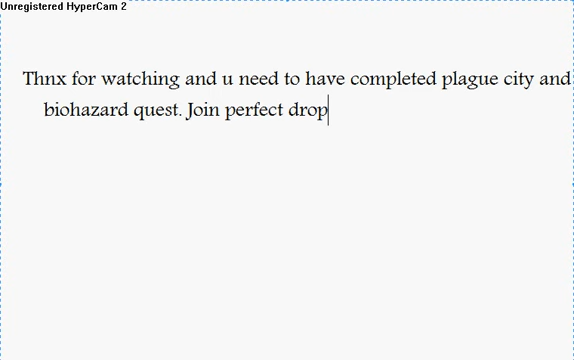 Unregistered HyperCam 2
Thnx for watching and u need to have completed plague city and
biohazard quest. Join perfect drop